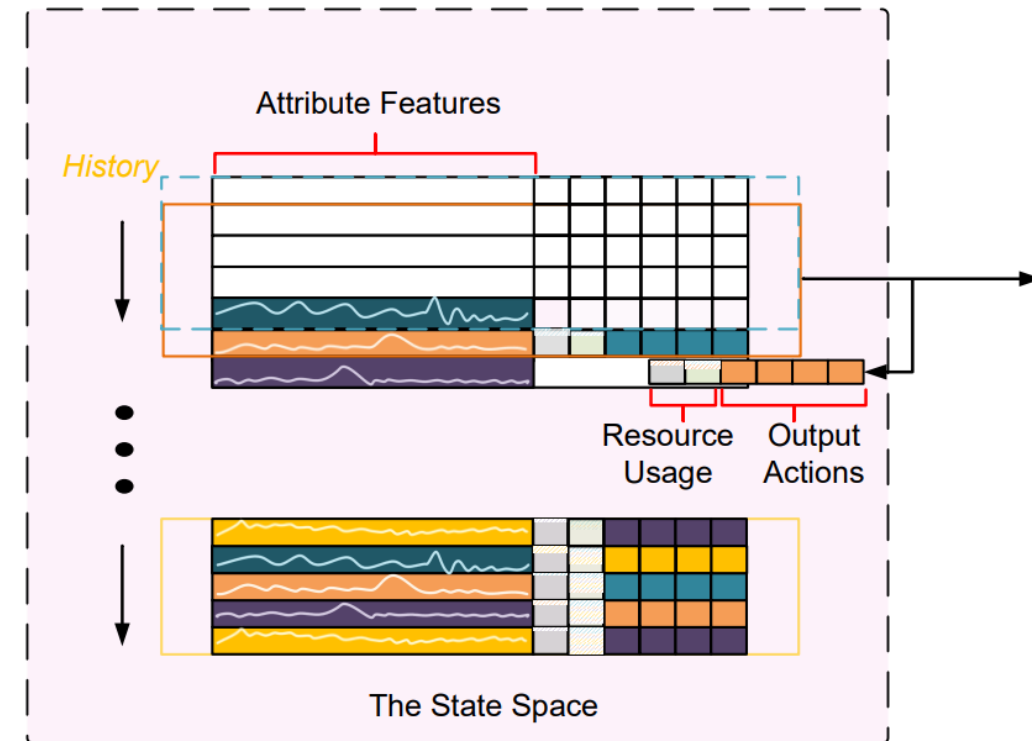 Attribute Features
History
Resource
Usage
Output
Actions
The State Space